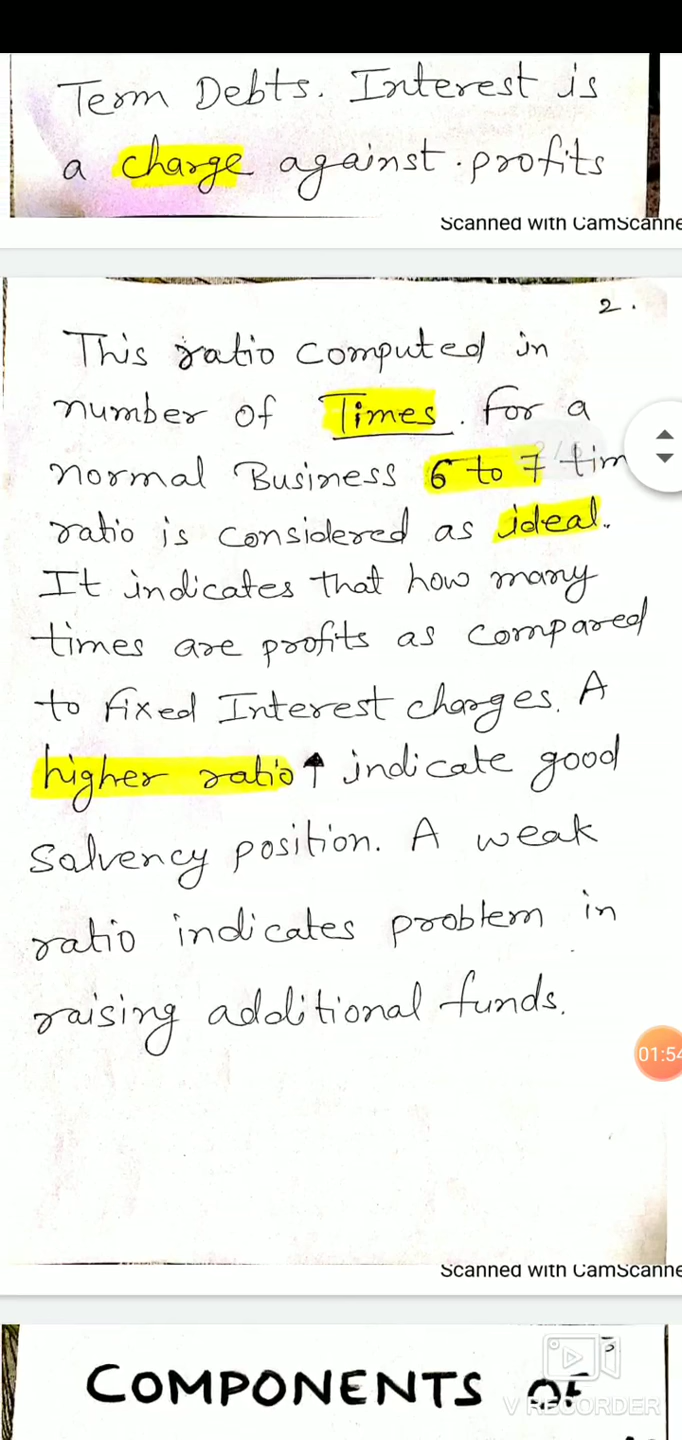 Term Debts. Interest is
a charge against profits
Scanned with CamScanne
2.
This ratio computed in
number of Times. For a
normal Business 6 to 7 tim
ratio is considered as ideal.
It indicates that how many
times are profits as compared
to fixed Interest charges. A
higher ratio ↑ indicate good
Salvency position. A weak
ratio indicates problem in
raising additional funds.
01:54
Scanned with CamScanne
COMPONENTS OF
V RECORDER